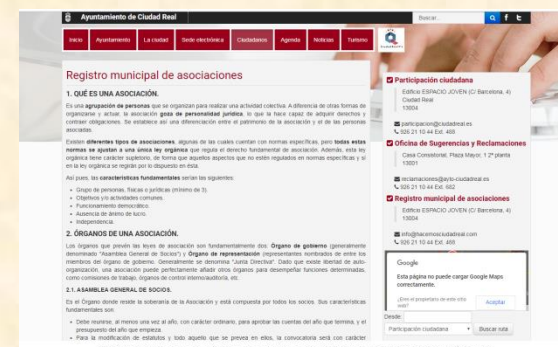 Ayuntamiento de Ciudad Real
Buscar...
Inicio
Ayuntamiento
La ciudad
Sede electrónica
Ciudadanos
Agenda
Noticias
Turismo
Registro municipal de asociaciones
1. QUÉ ES UNA ASOCIACIÓN.
Es una agrupación de personas que se organizan para realizar una actividad colectiva. A diferencia de otras formas de
organizarse y actuar, la asociación goza de personalidad jurídica, lo que la hace capaz de adquirir derechos y
contraer obligaciones. Se establece así una diferenciación entre el patrimonio de la asociación y el de las personas
asociadas.
Existen diferentes tipos de asociaciones, algunas de las cuales cuentan con normas específicas, pero todas estas
normas se ajustan a una única ley orgánica que regula el derecho fundamental de asociación. Además, esta ley
orgánica tiene carácter supletorio, de forma que aquellos aspectos que no estén regulados en normas específicas y sí
en la ley orgánica se regirán por lo dispuesto en ésta.
Así pues, las características fundamentales serían las siguientes:
Grupo de personas, físicas o jurídicas (mínimo de 3).
Objetivos y/o actividades comunes.
Funcionamiento democrático.
Ausencia de ánimo de lucro.
Independencia.
2. ÓRGANOS DE UNA ASOCIACIÓN.
Los órganos que prevén las leyes de asociación son fundamentalmente dos: Órgano de gobierno (generalmente
denominado "Asamblea General de Socios") y Órgano de representación (representantes nombrados de entre los
miembros del órgano de gobierno. Generalmente se denomina "Junta Directiva". Dado que existe libertad de auto-
organización, una asociación puede perfectamente añadir otros órganos para desempeñar funciones determinadas,
como comisiones de trabajo, órganos de control interno/auditoría, etc.
2.1. ASAMBLEA GENERAL DE SOCIOS.
Es el Órgano donde reside la soberanía de la Asociación y está compuesta por todos los socios. Sus características
fundamentales son:
Debe reunirse, al menos una vez al año, con carácter ordinario, para aprobar las cuentas del año que termina, y el
presupuesto del año que empieza.
Para la modificación de estatutos y todo aquello que se prevea en ellos, la convocatoria será con carácter
Participación ciudadana
Edificio ESPACIO JOVEN (C/ Barcelona, 4)
Ciudad Real
13004
participacion@ciudadreal.es
926 21 10 44 Ext. 468
Oficina de Sugerencias y Reclamaciones
Casa Consistorial, Plaza Mayor, 1 2ª planta
13001
reclamaciones@ayto-ciudadreal.es
926 21 10 44 Ext. 682
Registro municipal de asociaciones
Edificio ESPACIO JOVEN (C/ Barcelona, 4)
13004
info@hacemosciudadreal.com
926 21 10 44 Ext. 468
Google
Esta página no puede cargar Google Maps
correctamente.
¿Eres el propietario de este sitio
web?
Aceptar
Desde:
Participación ciudadana
Buscar ruta